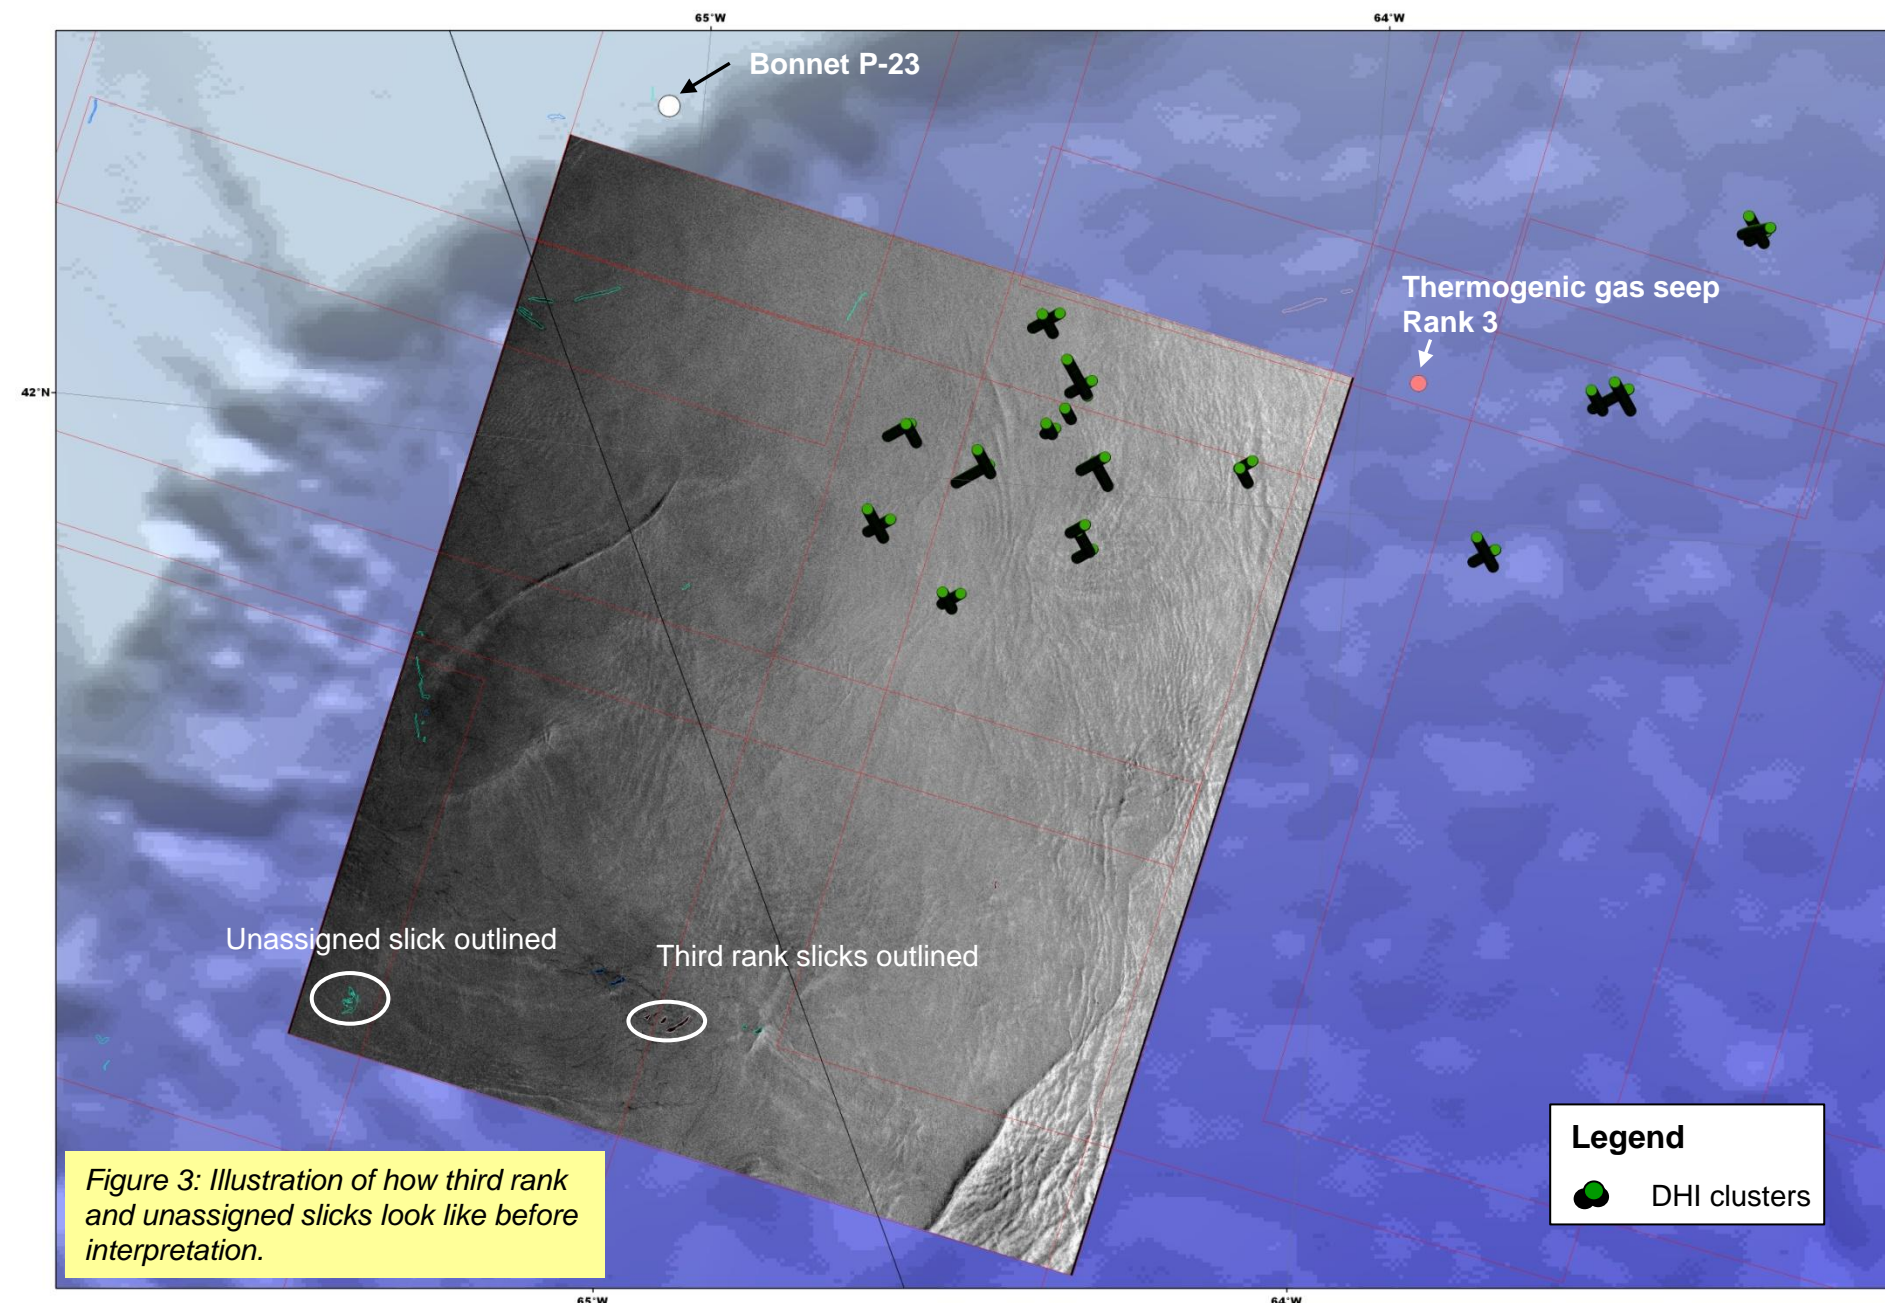 65°W
64°W
Bonnet P-23
Thermogenic gas seep
Rank 3
42°N
Unassigned slick outlined
Third rank slicks outlined
Legend
DHI clusters
Figure 3: Illustration of how third rank
and unassigned slicks look like before
interpretation.
65°W
64°W